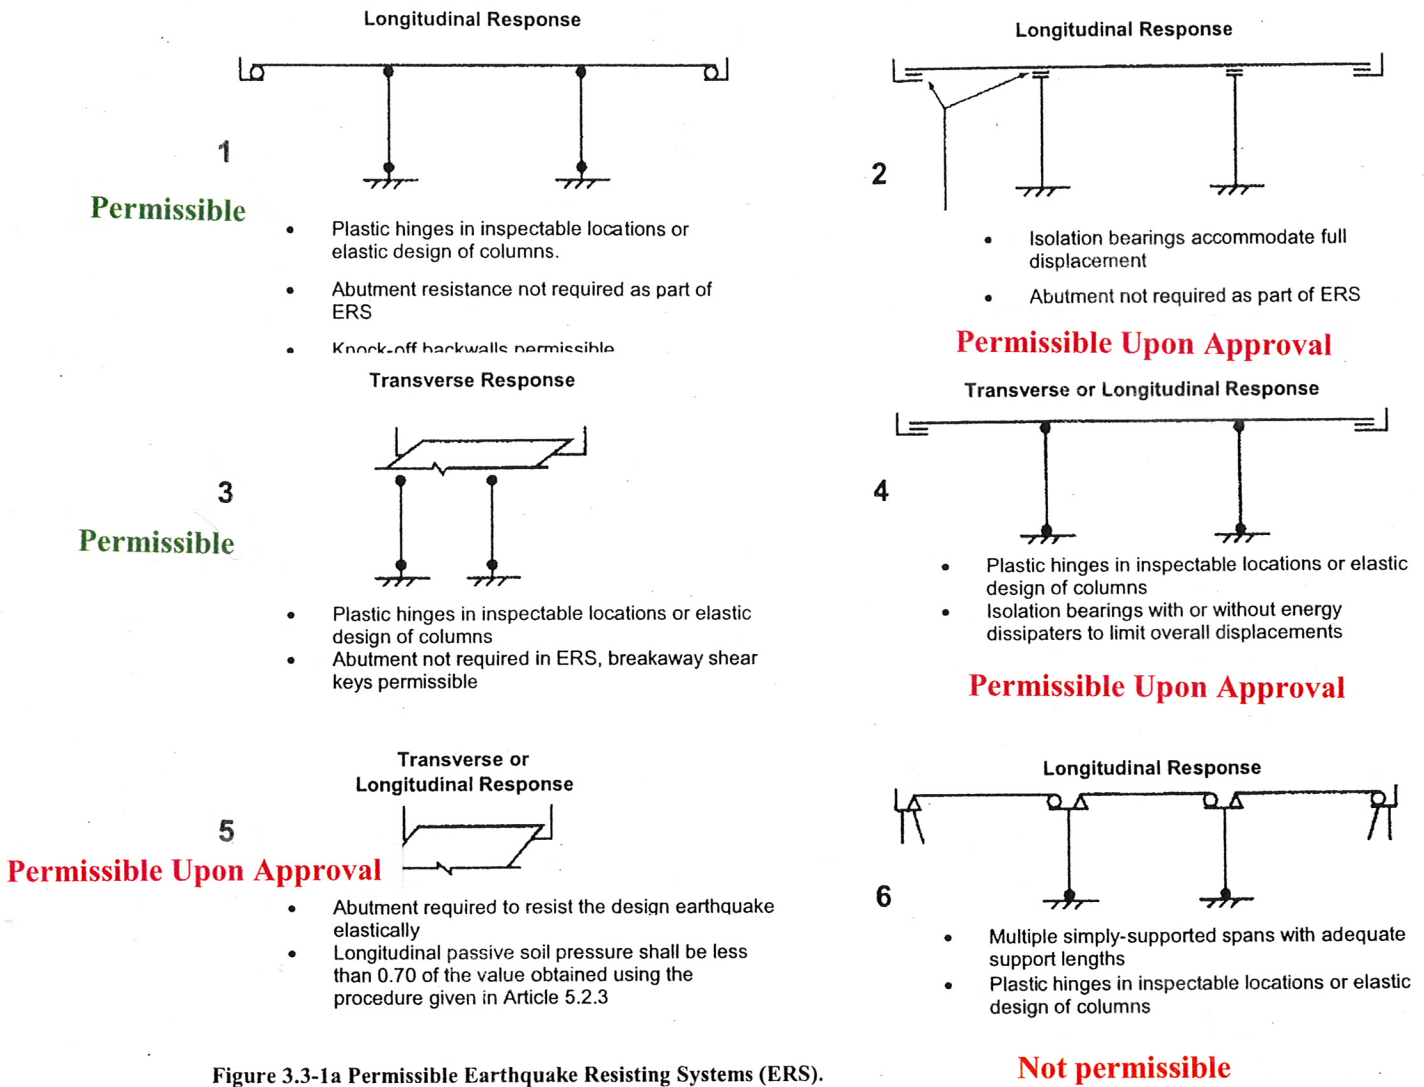 Longitudinal Response
1
Permissible
• Plastic hinges in inspectable locations or
elastic design of columns.
• Abutment resistance not required as part of
ERS
• Knock-off backwalls permissible
Longitudinal Response
2
• Isolation bearings accommodate full
displacement
• Abutment not required as part of ERS
Permissible Upon Approval
Transverse Response
3
Permissible
• Plastic hinges in inspectable locations or elastic
design of columns
• Abutment not required in ERS, breakaway shear
keys permissible
Transverse or Longitudinal Response
4
• Plastic hinges in inspectable locations or elastic
design of columns
• Isolation bearings with or without energy
dissipaters to limit overall displacements
Permissible Upon Approval
Transverse or
Longitudinal Response
5
Permissible Upon Approval
• Abutment required to resist the design earthquake
elastically
• Longitudinal passive soil pressure shall be less
than 0.70 of the value obtained using the
procedure given in Article 5.2.3
Longitudinal Response
6
• Multiple simply-supported spans with adequate
support lengths
• Plastic hinges in inspectable locations or elastic
design of columns
Not permissible
Figure 3.3-1a Permissible Earthquake Resisting Systems (ERS).